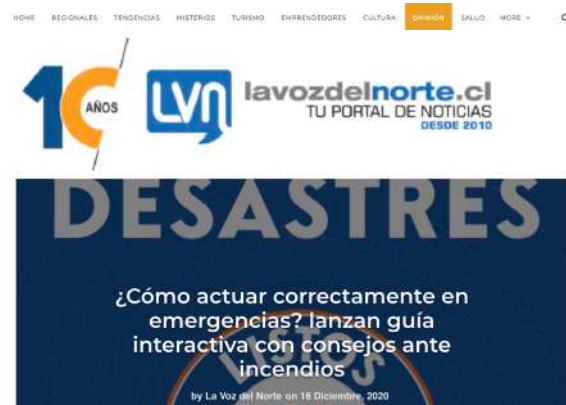 HOME REGIONALES TENDENCIAS MISTERIOS TURISMO EMPRENDEDORES CULTURA OPINIÓN SALUD MORE
10 AÑOS
LVN
lavozdelnorte.cl
TU PORTAL DE NOTICIAS
DESDE 2010
DESASTRES
¿Cómo actuar correctamente en
emergencias? lanzan guía
interactiva con consejos ante
incendios
LISTOS
by La Voz del Norte on 16 Diciembre, 2020